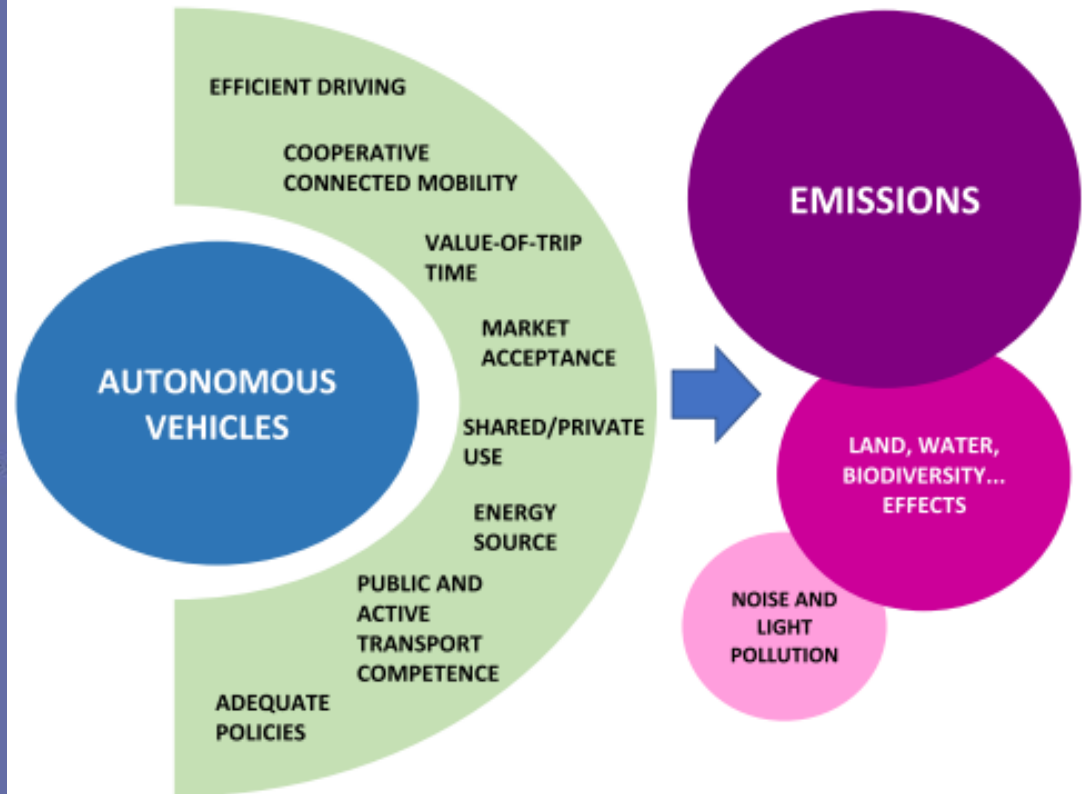 EFFICIENT DRIVING
COOPERATIVE
CONNECTED MOBILITY
VALUE-OF-TRIP
TIME
MARKET
ACCEPTANCE
SHARED/PRIVATE
USE
ENERGY
SOURCE
PUBLIC AND
ACTIVE
TRANSPORT
COMPETENCE
ADEQUATE
POLICIES
AUTONOMOUS
VEHICLES
EMISSIONS
LAND, WATER,
BIODIVERSITY...
EFFECTS
NOISE AND
LIGHT
POLLUTION